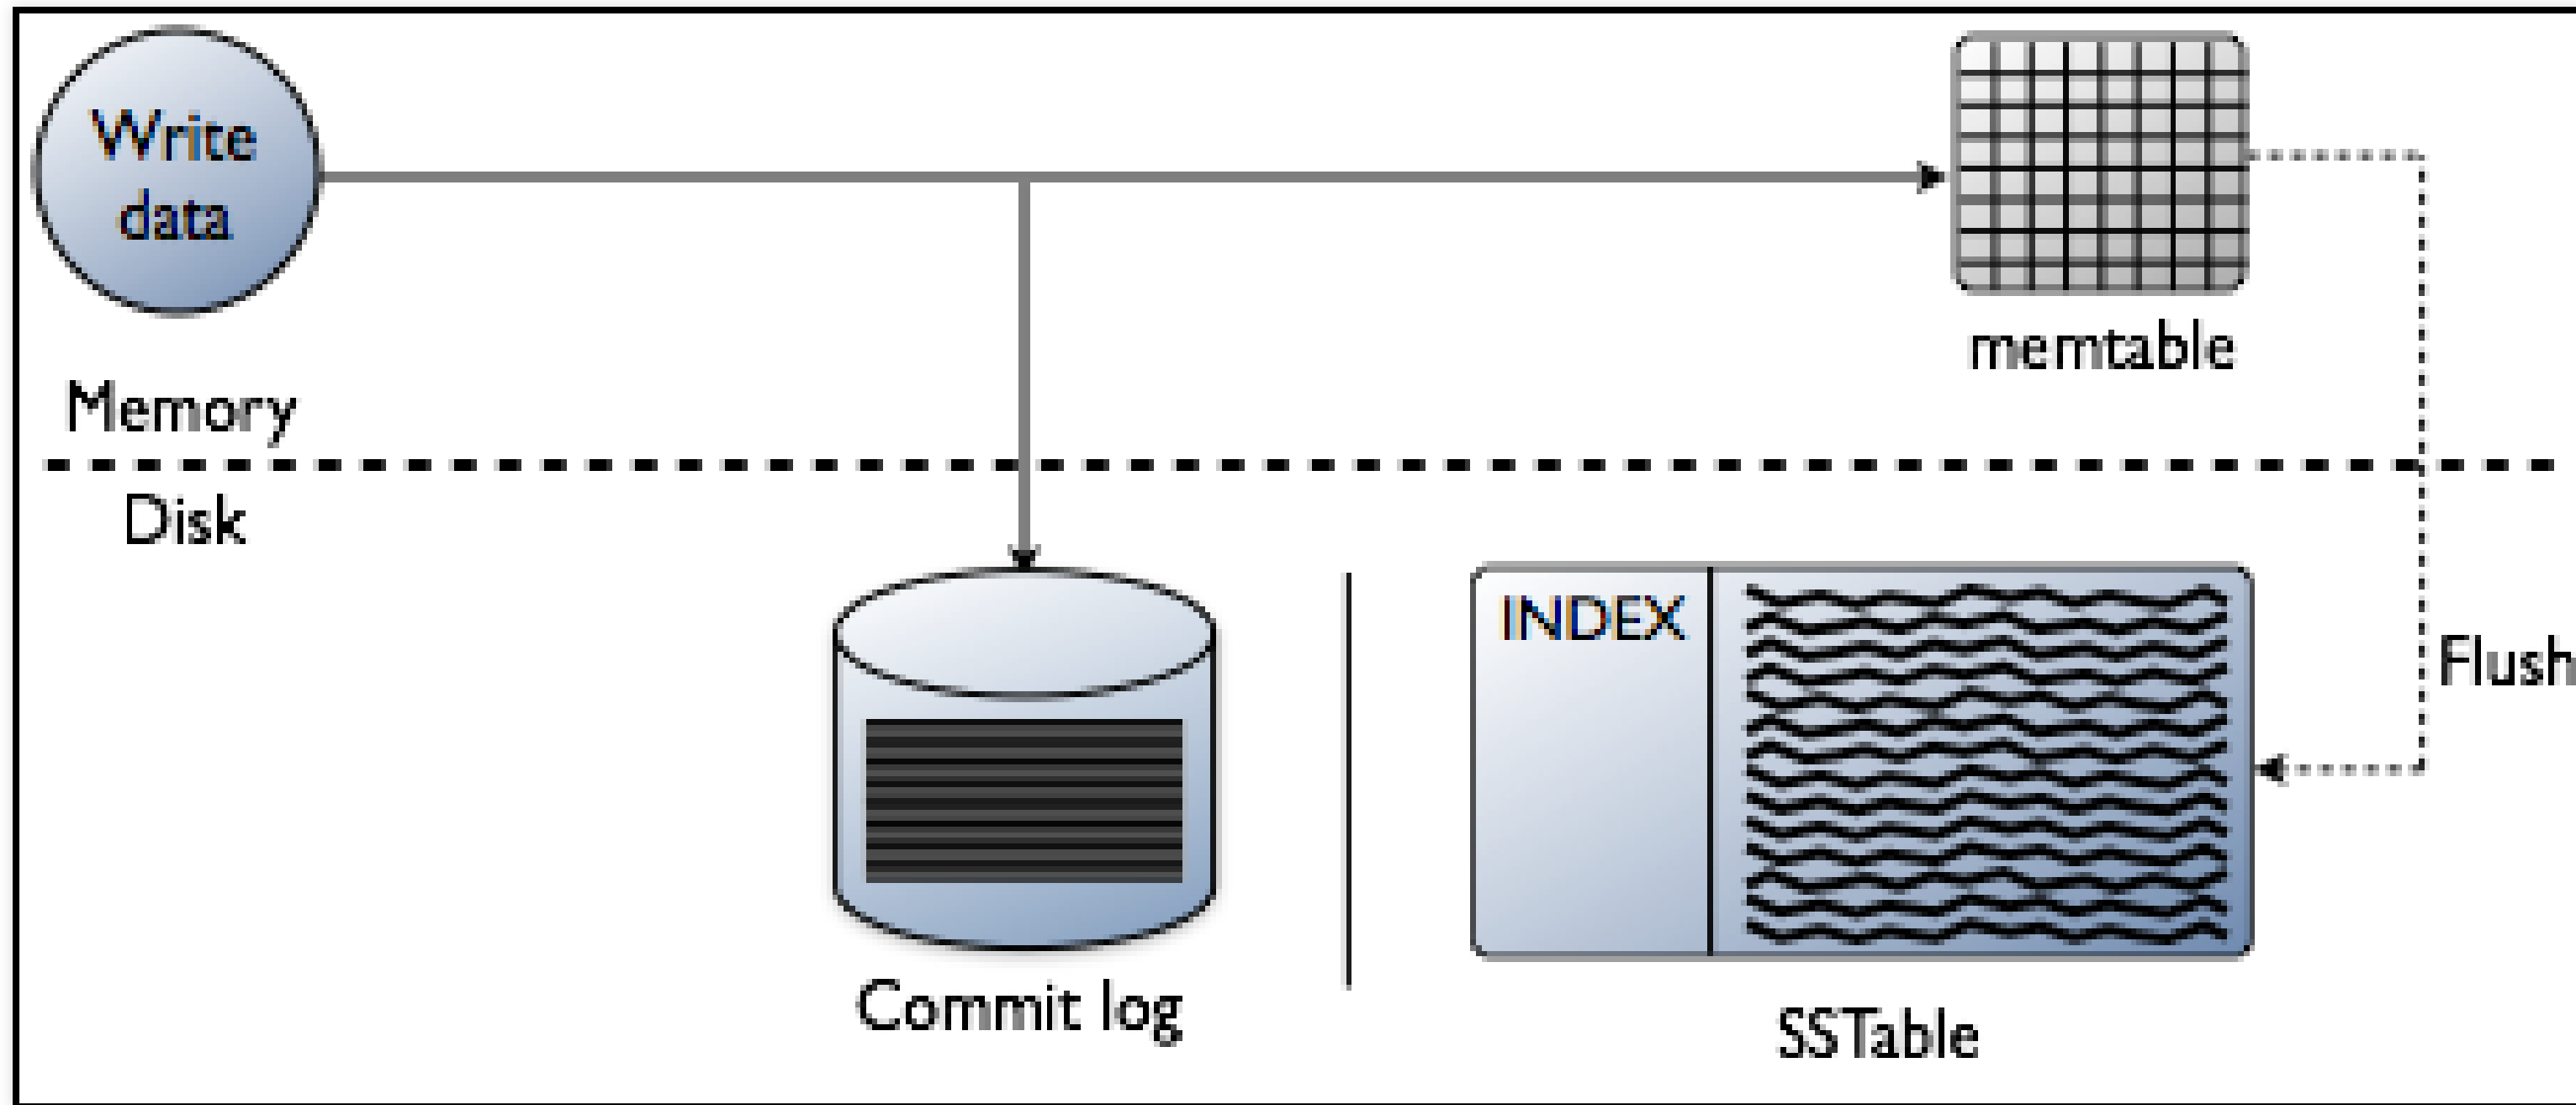 Write
data
memtable
Memory
Disk
INDEX
Flush
Commit log
SSTable